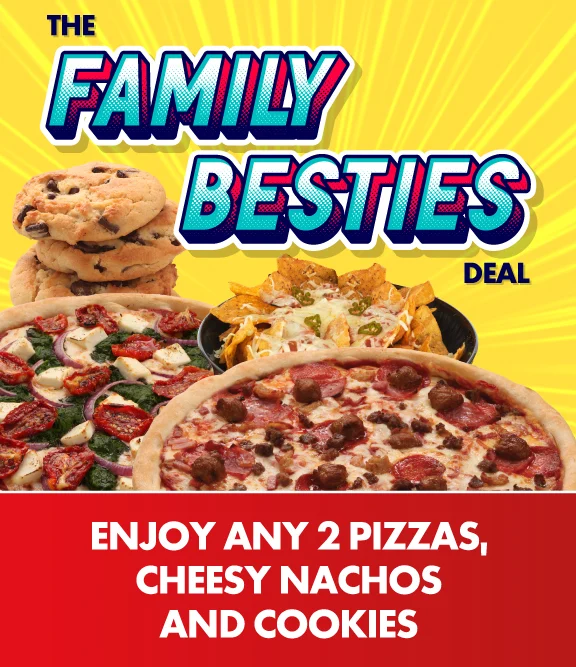 THE
FAMILY
BESTIES
DEAL
ENJOY ANY 2 PIZZAS,
CHEESY NACHOS
AND COOKIES